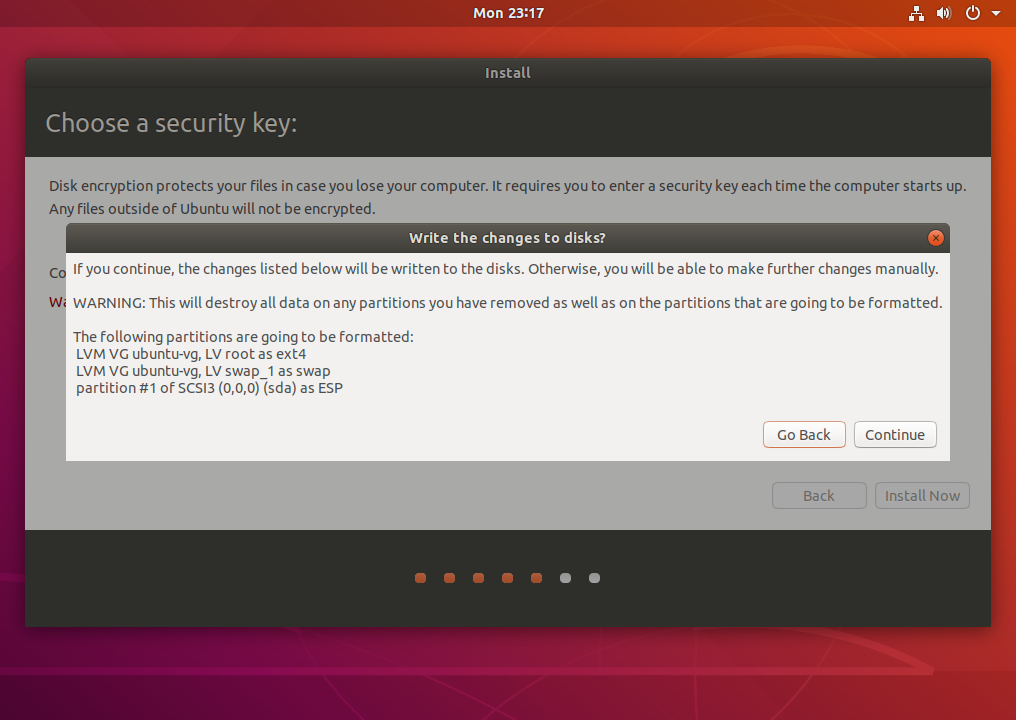 Mon 23:17
Install
Choose a security key:
Disk encryption protects your files in case you lose your computer. It requires you to enter a security key each time the computer starts up.
Any files outside of Ubuntu will not be encrypted.
Write the changes to disks?
If you continue, the changes listed below will be written to the disks. Otherwise, you will be able to make further changes manually.
WARNING: This will destroy all data on any partitions you have removed as well as on the partitions that are going to be formatted.
The following partitions are going to be formatted:
LVM VG ubuntu-vg, LV root as ext4
LVM VG ubuntu-vg, LV swap_1 as swap
partition #1 of SCSI3 (0,0,0) (sda) as ESP
Go Back Continue
Back Install Now